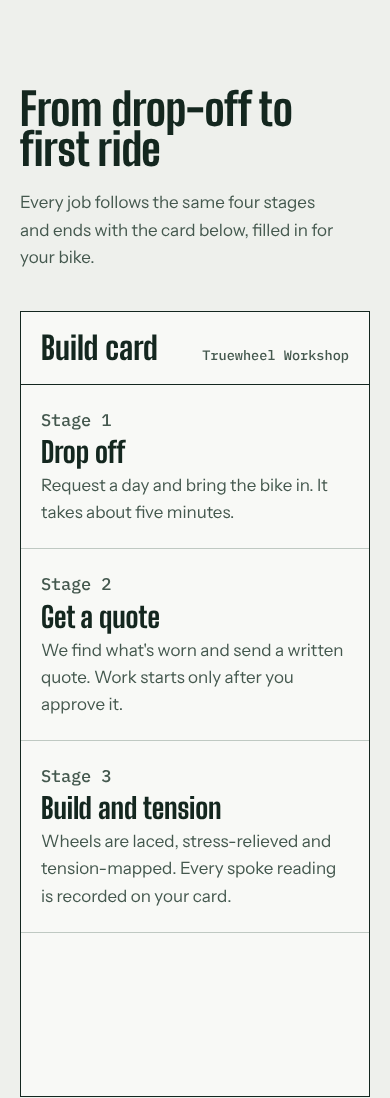 From drop-off to
first ride
Every job follows the same four stages
and ends with the card below, filled in for
your bike.
Build card
Truewheel Workshop
Stage 1
Drop off
Request a day and bring the bike in. It
takes about five minutes.
Stage 2
Get a quote
We find what's worn and send a written
quote. Work starts only after you
approve it.
Stage 3
Build and tension
Wheels are laced, stress-relieved and
tension-mapped. Every spoke reading
is recorded on your card.